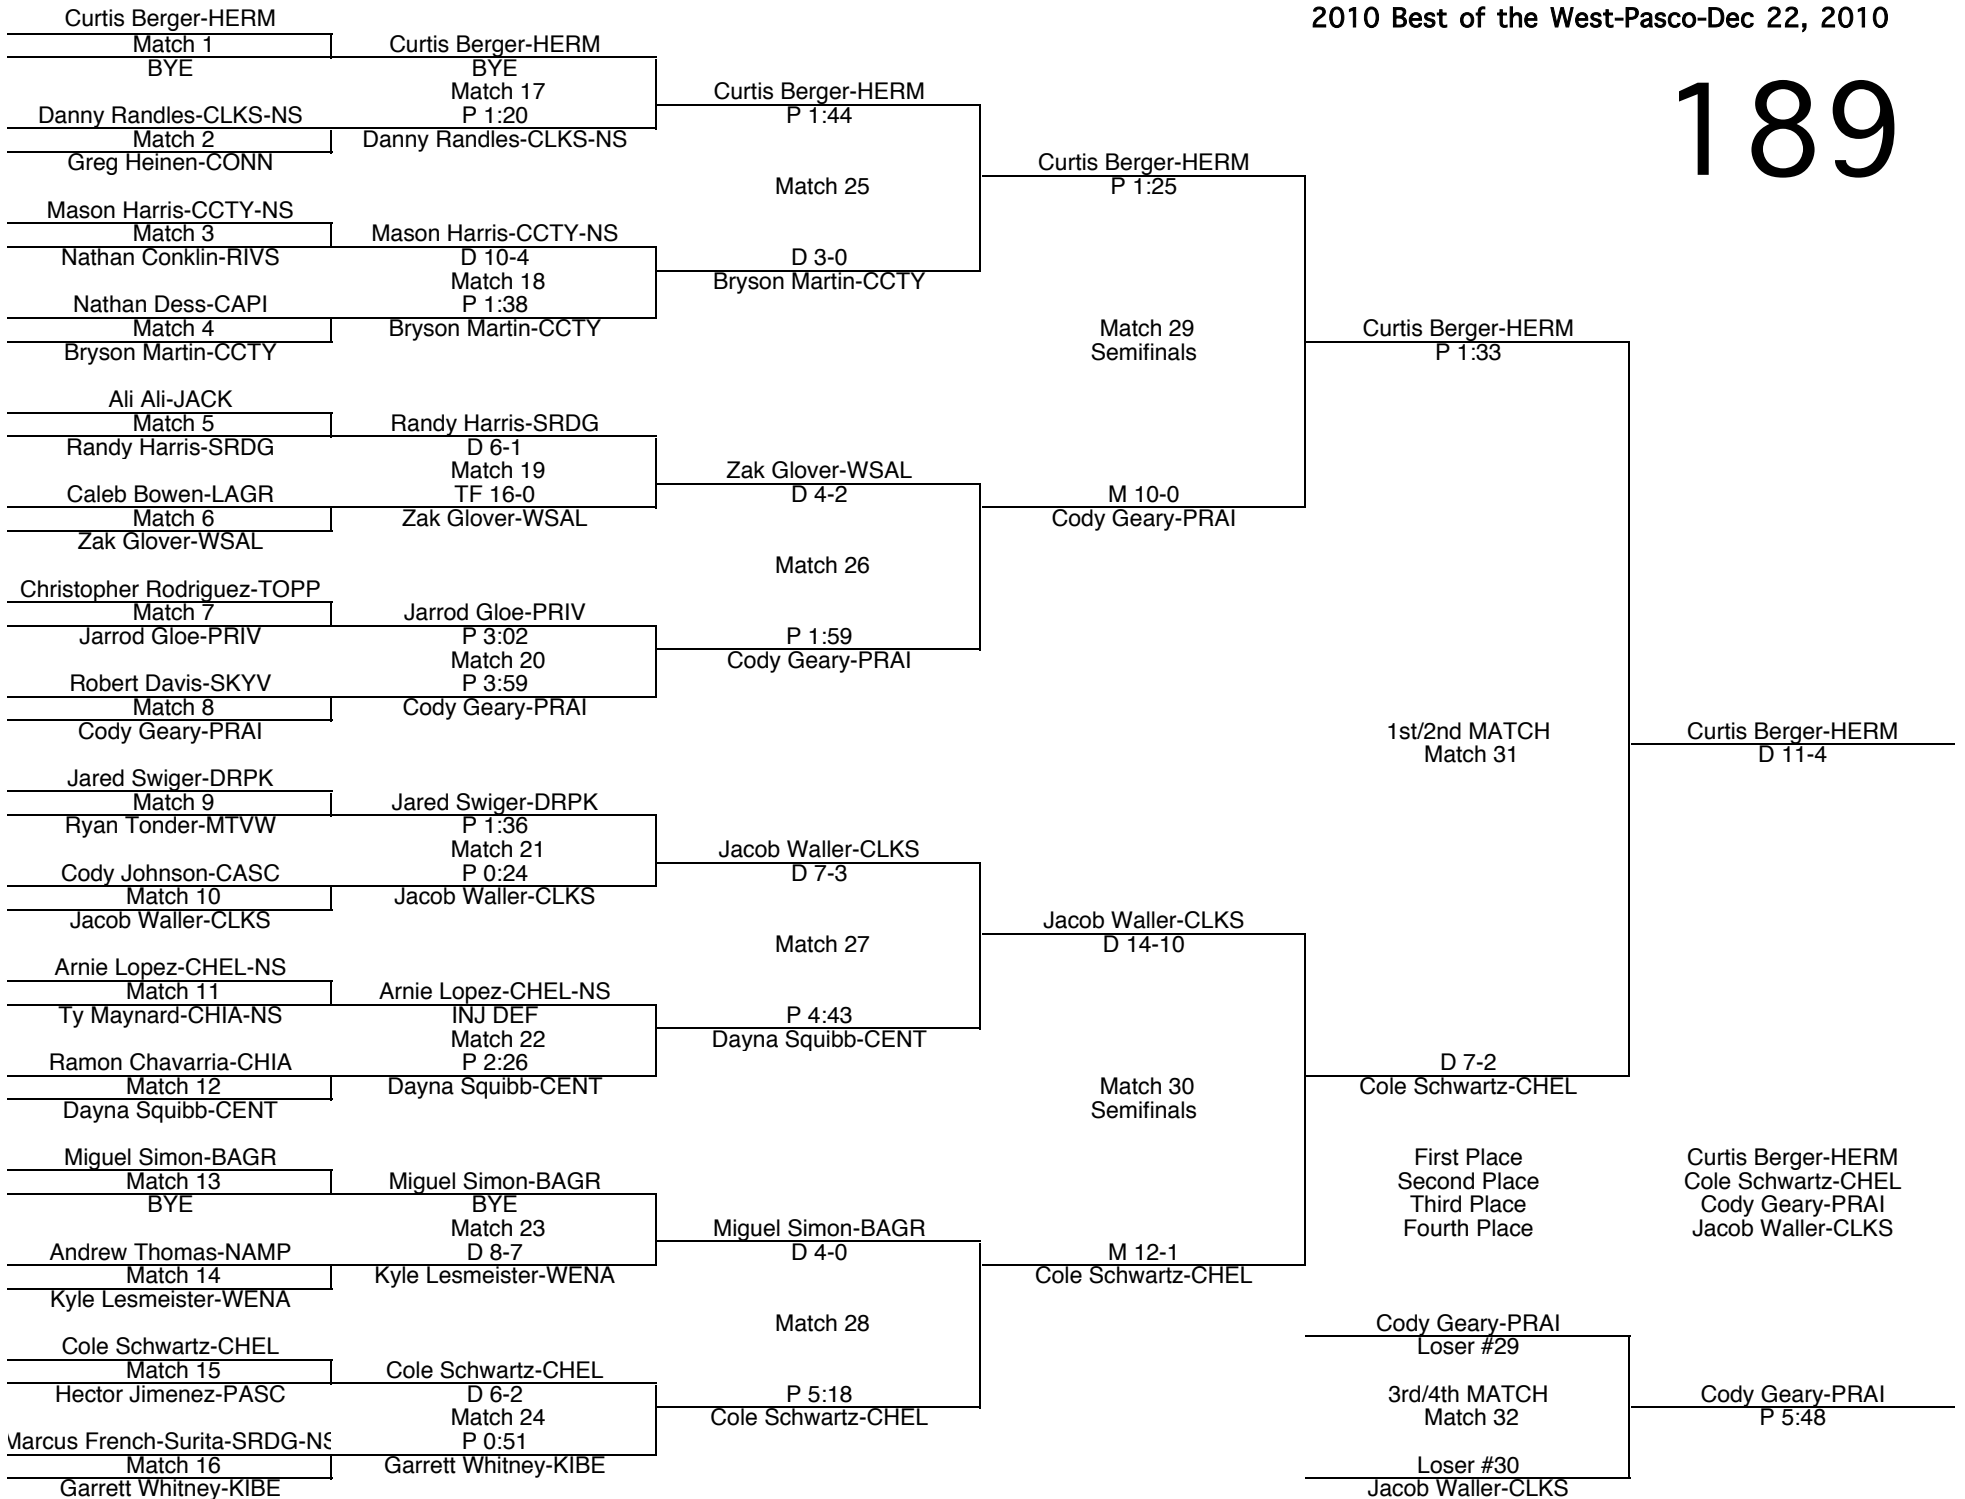 2010 Best of the West-Pasco-Dec 22, 2010
189
Curtis Berger-HERM
Match 1
BYE
Danny Randles-CLKS-NS
Match 2
Greg Heinen-CONN
Mason Harris-CCTY-NS
Match 3
Nathan Conklin-RIVS
Nathan Dess-CAPI
Match 4
Bryson Martin-CCTY
Ali Ali-JACK
Match 5
Randy Harris-SRDG
Caleb Bowen-LAGR
Match 6
Zak Glover-WSAL
Christopher Rodriguez-TOPP
Match 7
Jarrod Gloe-PRIV
Robert Davis-SKYV
Match 8
Cody Geary-PRAI
Jared Swiger-DRPK
Match 9
Ryan Tonder-MTVW
Cody Johnson-CASC
Match 10
Jacob Waller-CLKS
Arnie Lopez-CHEL-NS
Match 11
Ty Maynard-CHIA-NS
Ramon Chavarria-CHIA
Match 12
Dayna Squibb-CENT
Miguel Simon-BAGR
Match 13
BYE
Andrew Thomas-NAMP
Match 14
Kyle Lesmeister-WENA
Cole Schwartz-CHEL
Match 15
Hector Jimenez-PASC
Marcus French-Surita-SRDG-NS
Match 16
Garrett Whitney-KIBE
Curtis Berger-HERM
BYE
Match 17
P 1:20
Danny Randles-CLKS-NS
Mason Harris-CCTY-NS
D 10-4
Match 18
P 1:38
Bryson Martin-CCTY
Randy Harris-SRDG
D 6-1
Match 19
TF 16-0
Zak Glover-WSAL
Jarrod Gloe-PRIV
P 3:02
Match 20
P 3:59
Cody Geary-PRAI
Jared Swiger-DRPK
P 1:36
Match 21
P 0:24
Jacob Waller-CLKS
Arnie Lopez-CHEL-NS
INJ DEF
Match 22
P 2:26
Dayna Squibb-CENT
Miguel Simon-BAGR
BYE
Match 23
D 8-7
Kyle Lesmeister-WENA
Cole Schwartz-CHEL
D 6-2
Match 24
P 0:51
Garrett Whitney-KIBE
Curtis Berger-HERM
P 1:44
Match 25
D 3-0
Bryson Martin-CCTY
Zak Glover-WSAL
D 4-2
Match 26
P 1:59
Cody Geary-PRAI
Jacob Waller-CLKS
D 7-3
Match 27
P 4:43
Dayna Squibb-CENT
Miguel Simon-BAGR
D 4-0
Match 28
P 5:18
Cole Schwartz-CHEL
Curtis Berger-HERM
P 1:25
Match 29
Semifinals
M 10-0
Cody Geary-PRAI
Jacob Waller-CLKS
D 14-10
Match 30
Semifinals
M 12-1
Cole Schwartz-CHEL
Curtis Berger-HERM
P 1:33
1st/2nd MATCH
Match 31
D 7-2
Cole Schwartz-CHEL
Curtis Berger-HERM
D 11-4
First Place Curtis Berger-HERM
Second Place Cole Schwartz-CHEL
Third Place Cody Geary-PRAI
Fourth Place Jacob Waller-CLKS
Cody Geary-PRAI
Loser #29
3rd/4th MATCH
Match 32
Loser #30
Jacob Waller-CLKS
Cody Geary-PRAI
P 5:48